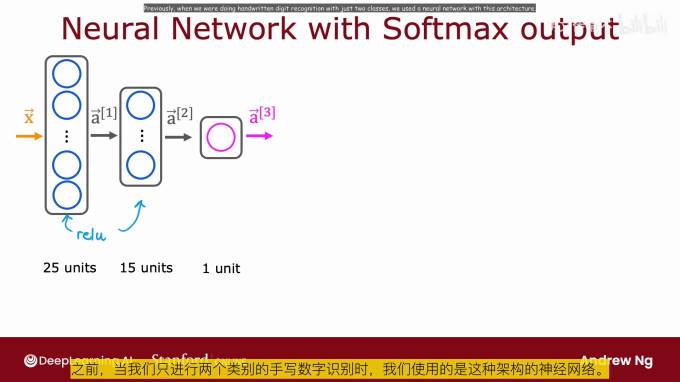 Previously, when we were doing handwritten digit recognition with just two classes, we used a neural network with this architecture.
Neural Network with Softmax output
x⃗
a⃗[1]
a⃗[2]
a⃗[3]
relu
25 units
15 units
1 unit
DeepLearning.AI
Stanford
Andrew Ng
之前，当我们只进行两个类别的手写数字识别时，我们使用的是这种架构的神经网络。